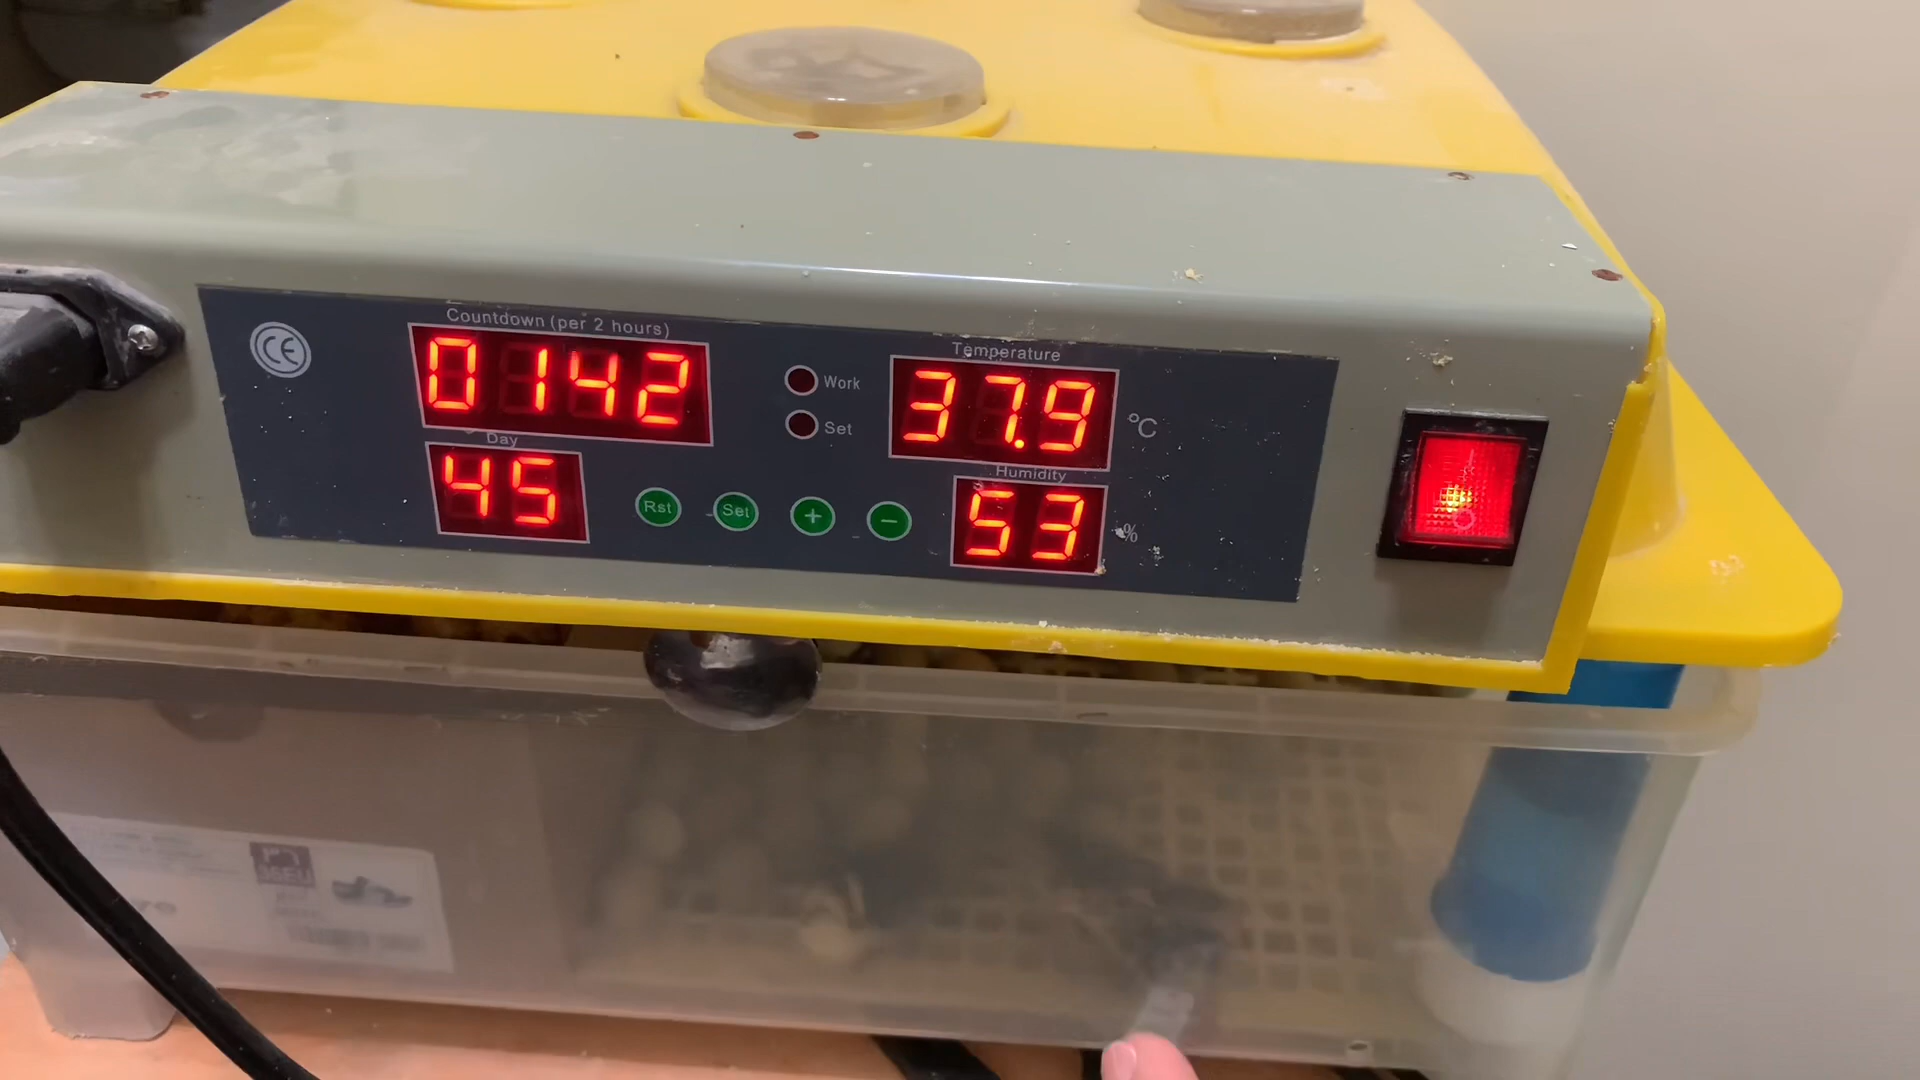 Countdown (per 2 hours)
0142
Work
Set
Temperature
37.9
°C
CE
Day
45
Rst
Set
+
−
Humidity
53
%